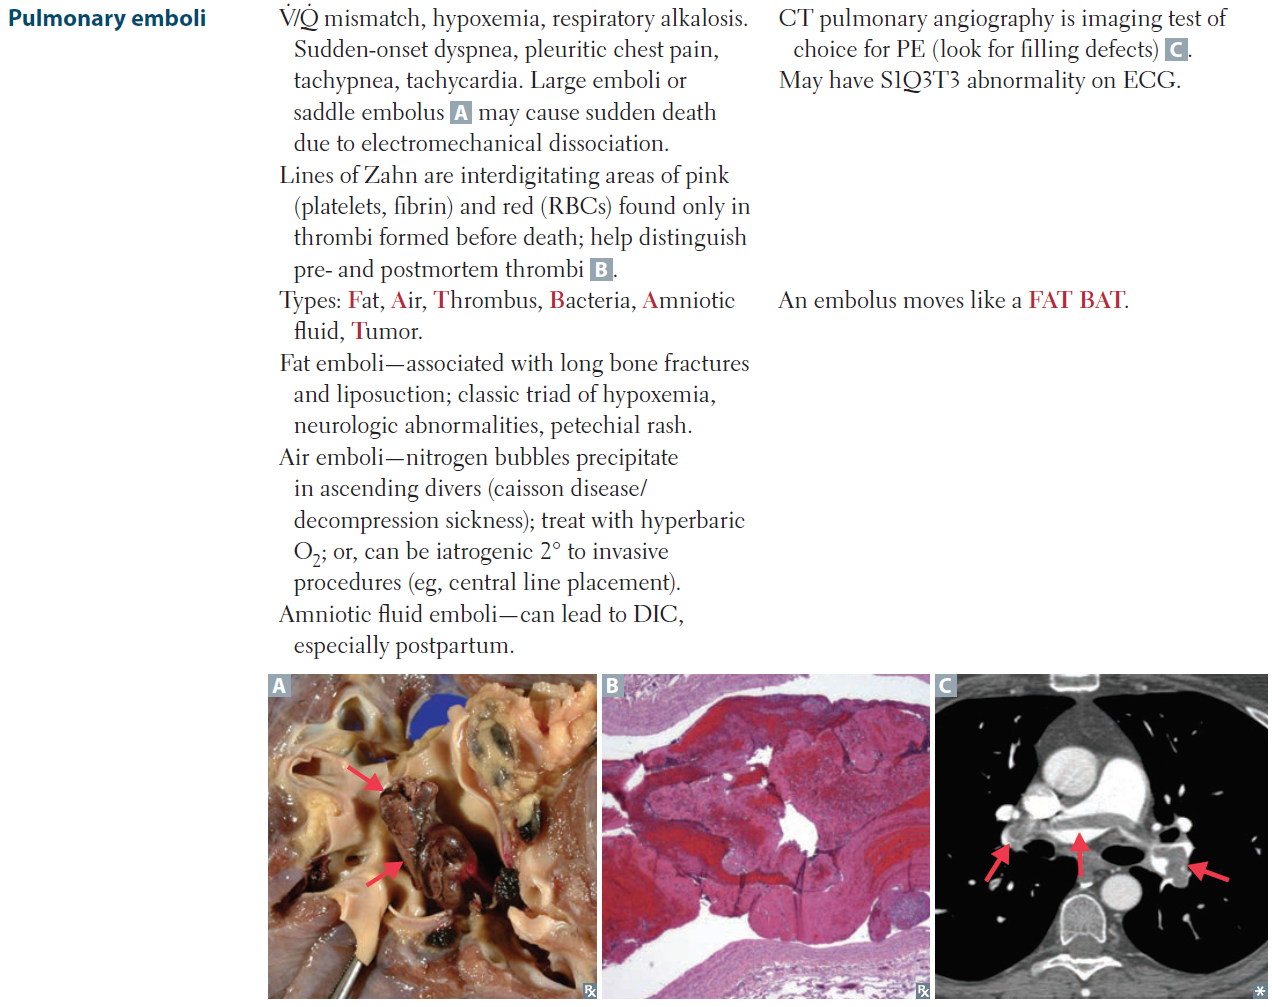 Pulmonary emboli
V̇/Q̇ mismatch, hypoxemia, respiratory alkalosis.
Sudden-onset dyspnea, pleuritic chest pain,
tachypnea, tachycardia. Large emboli or
saddle embolus A may cause sudden death
due to electromechanical dissociation.
Lines of Zahn are interdigitating areas of pink
(platelets, fibrin) and red (RBCs) found only in
thrombi formed before death; help distinguish
pre- and postmortem thrombi B.
Types: Fat, Air, Thrombus, Bacteria, Amniotic
fluid, Tumor.
Fat emboli—associated with long bone fractures
and liposuction; classic triad of hypoxemia,
neurologic abnormalities, petechial rash.
Air emboli—nitrogen bubbles precipitate
in ascending divers (caisson disease/
decompression sickness); treat with hyperbaric
O₂; or, can be iatrogenic 2° to invasive
procedures (eg, central line placement).
Amniotic fluid emboli—can lead to DIC,
especially postpartum.
CT pulmonary angiography is imaging test of
choice for PE (look for filling defects) C.
May have S1Q3T3 abnormality on ECG.
An embolus moves like a FAT BAT.
A
℞
B
℞
C
*